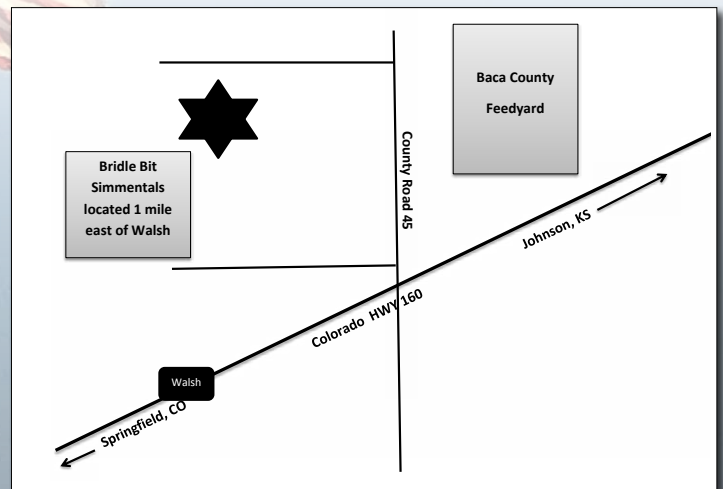 Baca County
Feedyard
Bridle Bit
Simmentals
located 1 mile
east of Walsh
County Road 45
Johnson, KS
Colorado HWY 160
Walsh
Springfield, CO